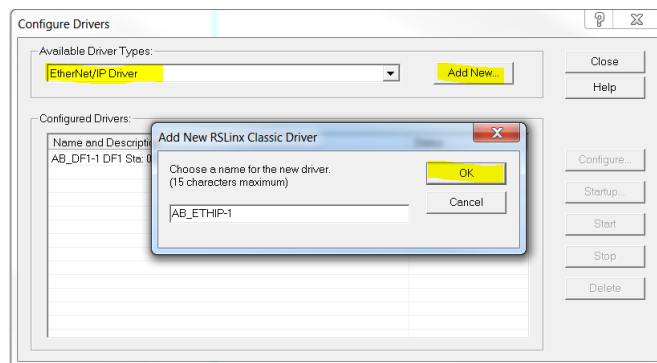 Configure Drivers
Available Driver Types:
EtherNet/IP Driver
Add New...
Close
Help
Configured Drivers:
Name and Descriptio
Status
AB_DF1-1 DF1 Sta: 0
Add New RSLinx Classic Driver
Choose a name for the new driver.
(15 characters maximum)
OK
Cancel
AB_ETHIP-1
Configure...
Startup...
Start
Stop
Delete